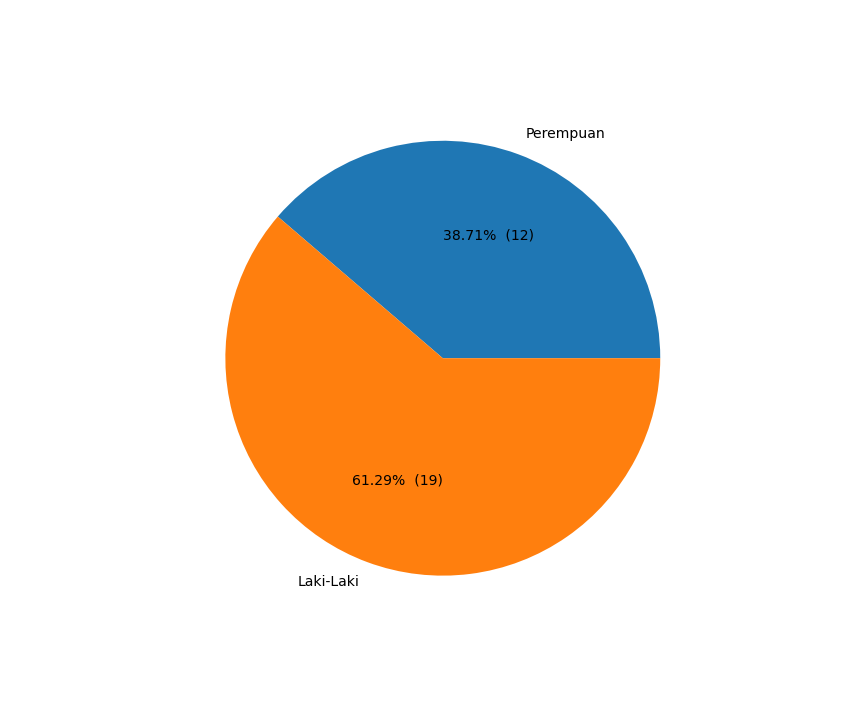 Perempuan
38.71%  (12)
61.29%  (19)
Laki-Laki